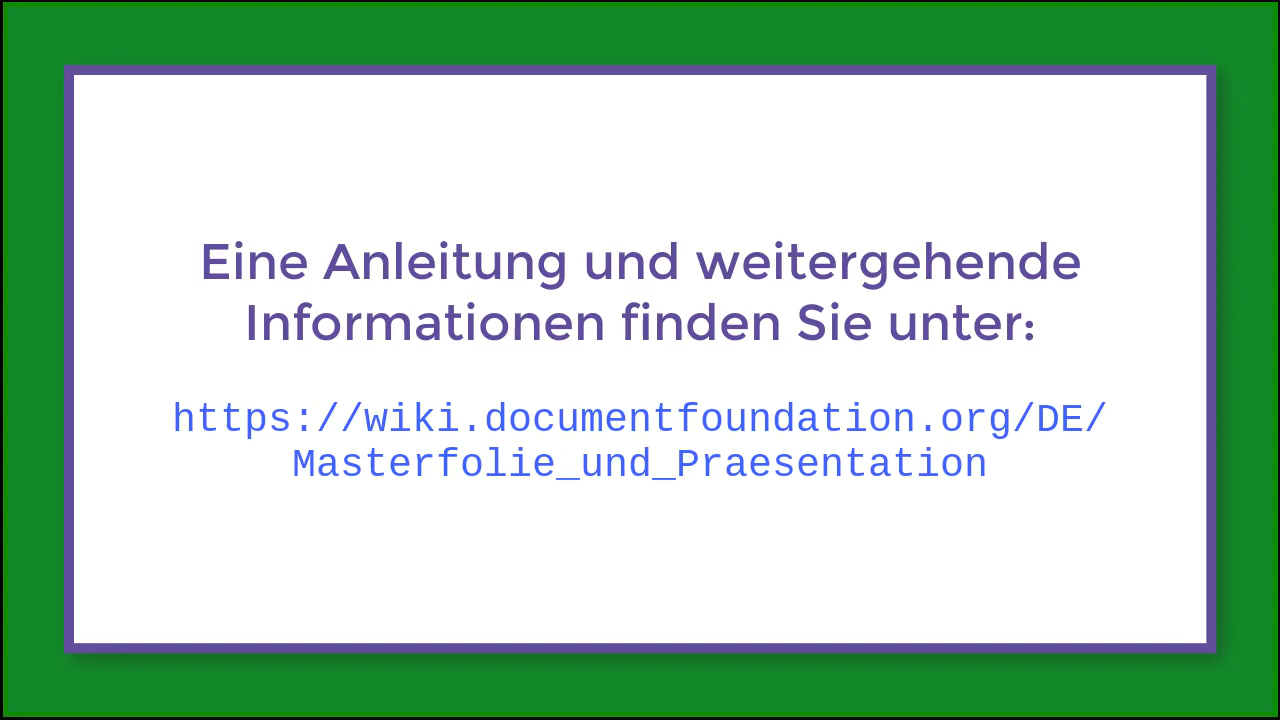 Eine Anleitung und weitergehende
Informationen finden Sie unter:
https://wiki.documentfoundation.org/DE/
Masterfolie_und_Praesentation